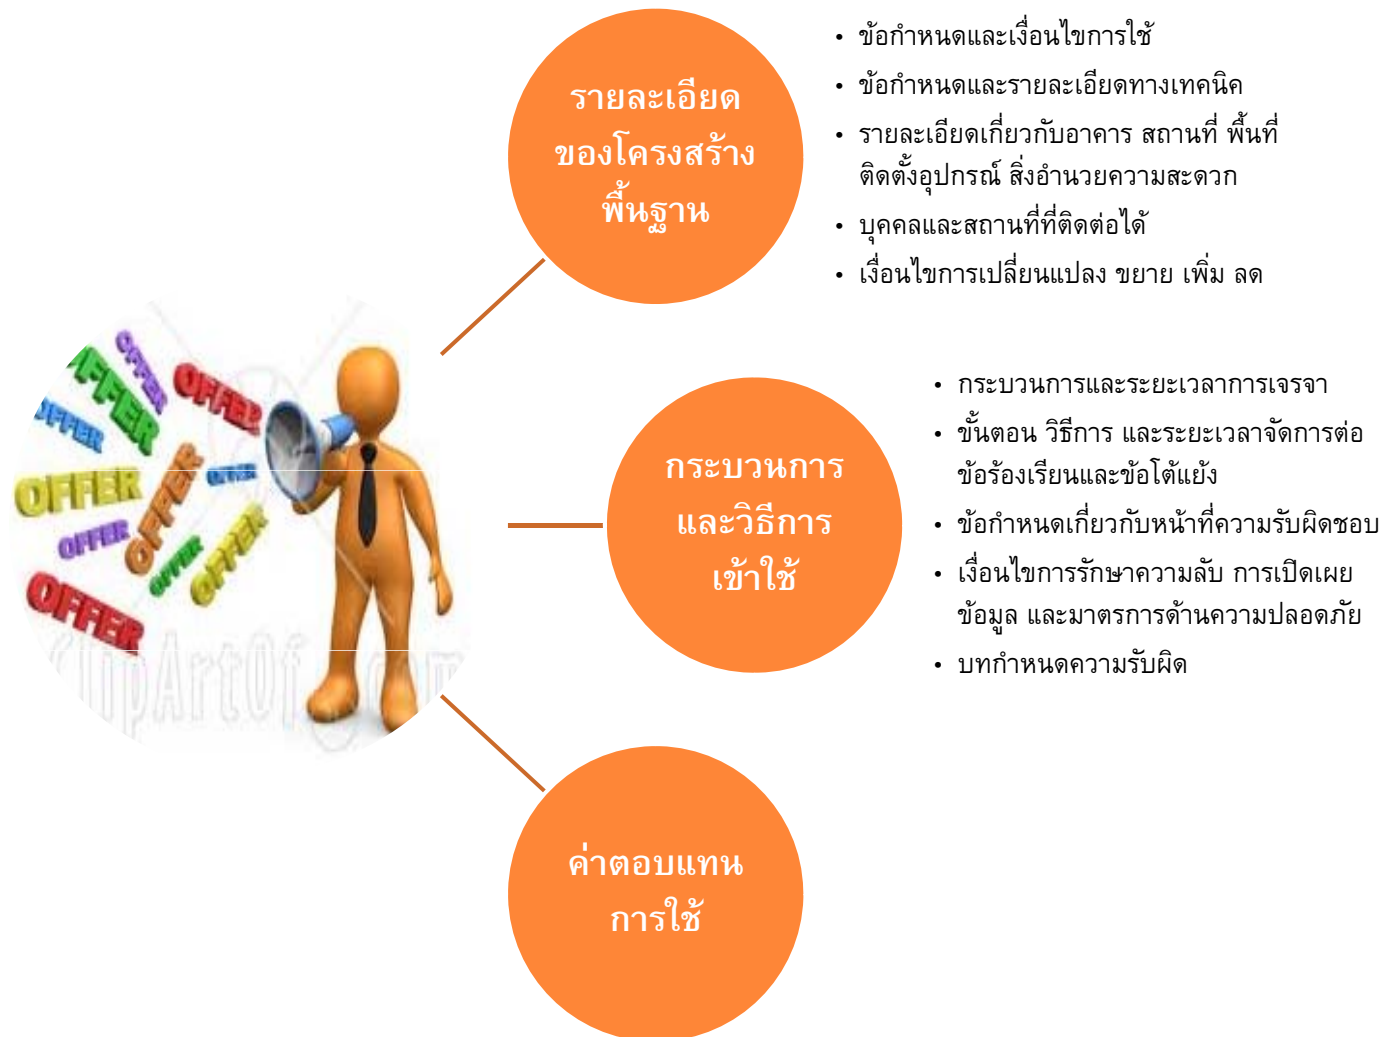 รายละเอียด
ของโครงสร้าง
พื้นฐาน
• ข้อกำหนดและเงื่อนไขการใช้
• ข้อกำหนดและรายละเอียดทางเทคนิค
• รายละเอียดเกี่ยวกับอาคาร สถานที่ พื้นที่
ติดตั้งอุปกรณ์ สิ่งอำนวยความสะดวก
• บุคคลและสถานที่ที่ติดต่อได้
• เงื่อนไขการเปลี่ยนแปลง ขยาย เพิ่ม ลด
OFFER
OFFER
OFFER
OFFER
OFFER
OFFER
OFFER
OFFER
OFFER
OFFER
OFFER
กระบวนการ
และวิธีการ
เข้าใช้
• กระบวนการและระยะเวลาการเจรจา
• ขั้นตอน วิธีการ และระยะเวลาจัดการต่อ
ข้อร้องเรียนและข้อโต้แย้ง
• ข้อกำหนดเกี่ยวกับหน้าที่ความรับผิดชอบ
• เงื่อนไขการรักษาความลับ การเปิดเผย
ข้อมูล และมาตรการด้านความปลอดภัย
• บทกำหนดความรับผิด
ค่าตอบแทน
การใช้